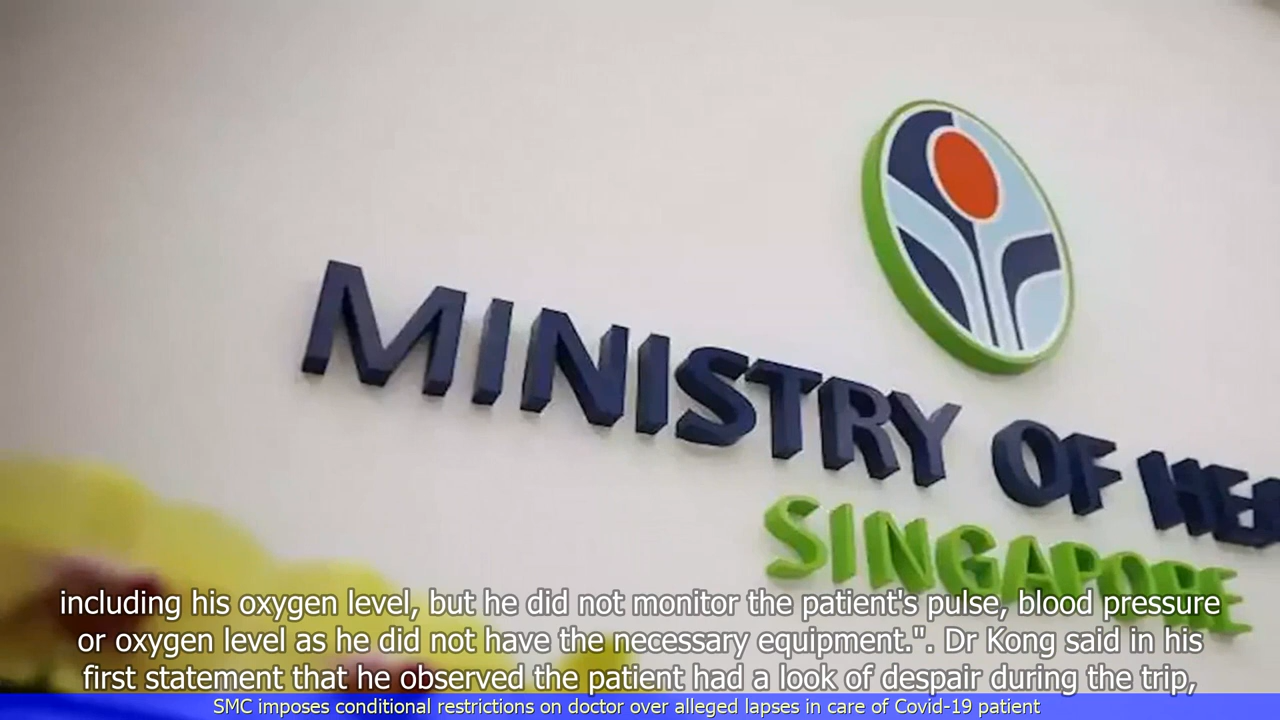 MINISTRY OF HEA
SINGAPORE
including his oxygen level, but he did not monitor the patient's pulse, blood pressure
or oxygen level as he did not have the necessary equipment.". Dr Kong said in his
first statement that he observed the patient had a look of despair during the trip,
SMC imposes conditional restrictions on doctor over alleged lapses in care of Covid-19 patient